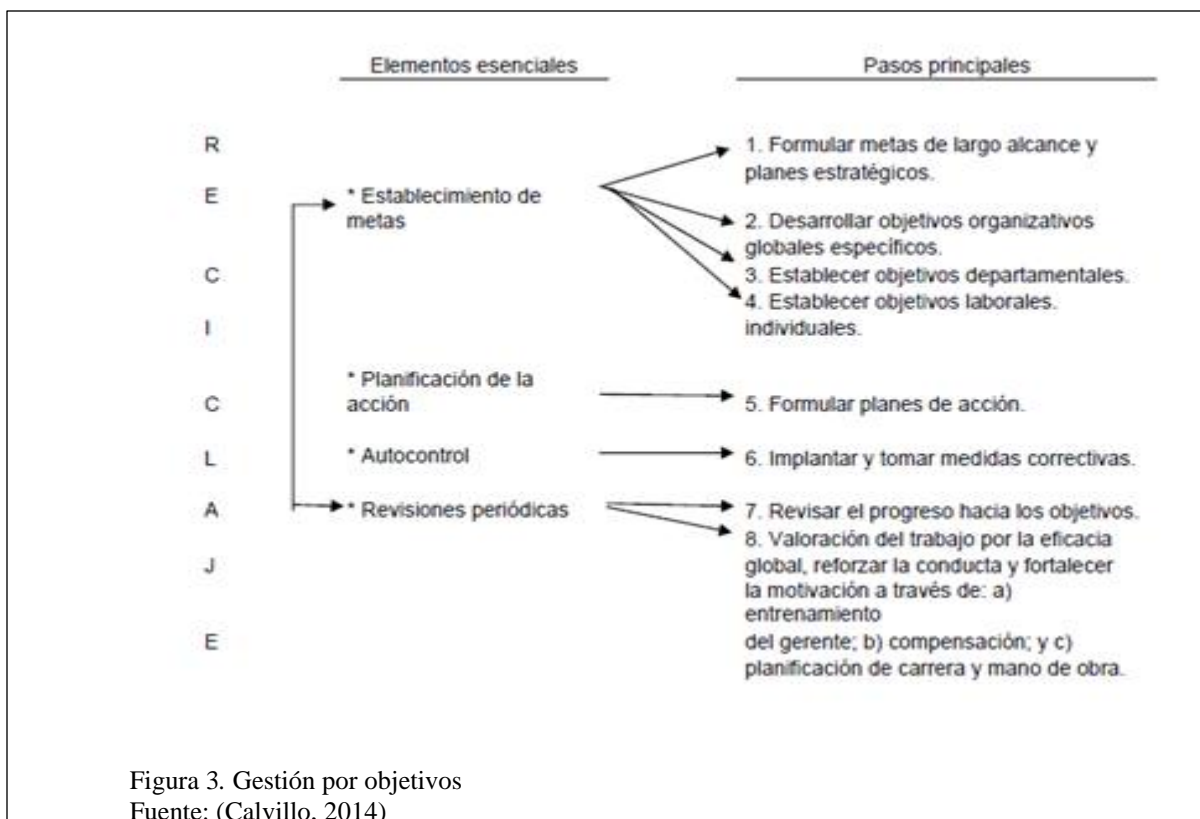 Elementos esenciales
Pasos principales
R
E
C
I
C
L
A
J
E
* Establecimiento de
metas
1. Formular metas de largo alcance y
planes estratégicos.
2. Desarrollar objetivos organizativos
globales específicos.
3. Establecer objetivos departamentales.
4. Establecer objetivos laborales.
individuales.
* Planificación de la
acción
5. Formular planes de acción.
* Autocontrol
6. Implantar y tomar medidas correctivas.
* Revisiones periódicas
7. Revisar el progreso hacia los objetivos.
8. Valoración del trabajo por la eficacia
global, reforzar la conducta y fortalecer
la motivación a través de: a)
entrenamiento
del gerente; b) compensación; y c)
planificación de carrera y mano de obra.
Figura 3. Gestión por objetivos
Fuente: (Calvillo, 2014)